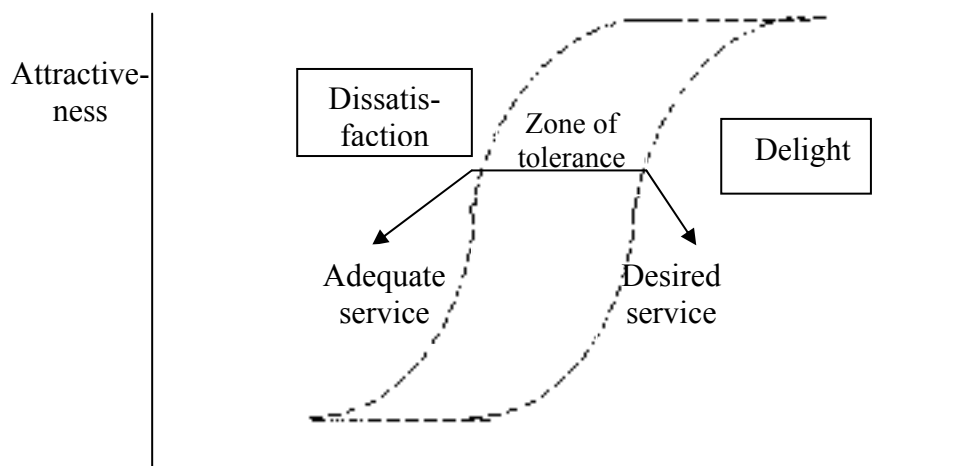 Attractive-
ness
Dissatis-
faction
Zone of
tolerance
Delight
Adequate
service
Desired
service